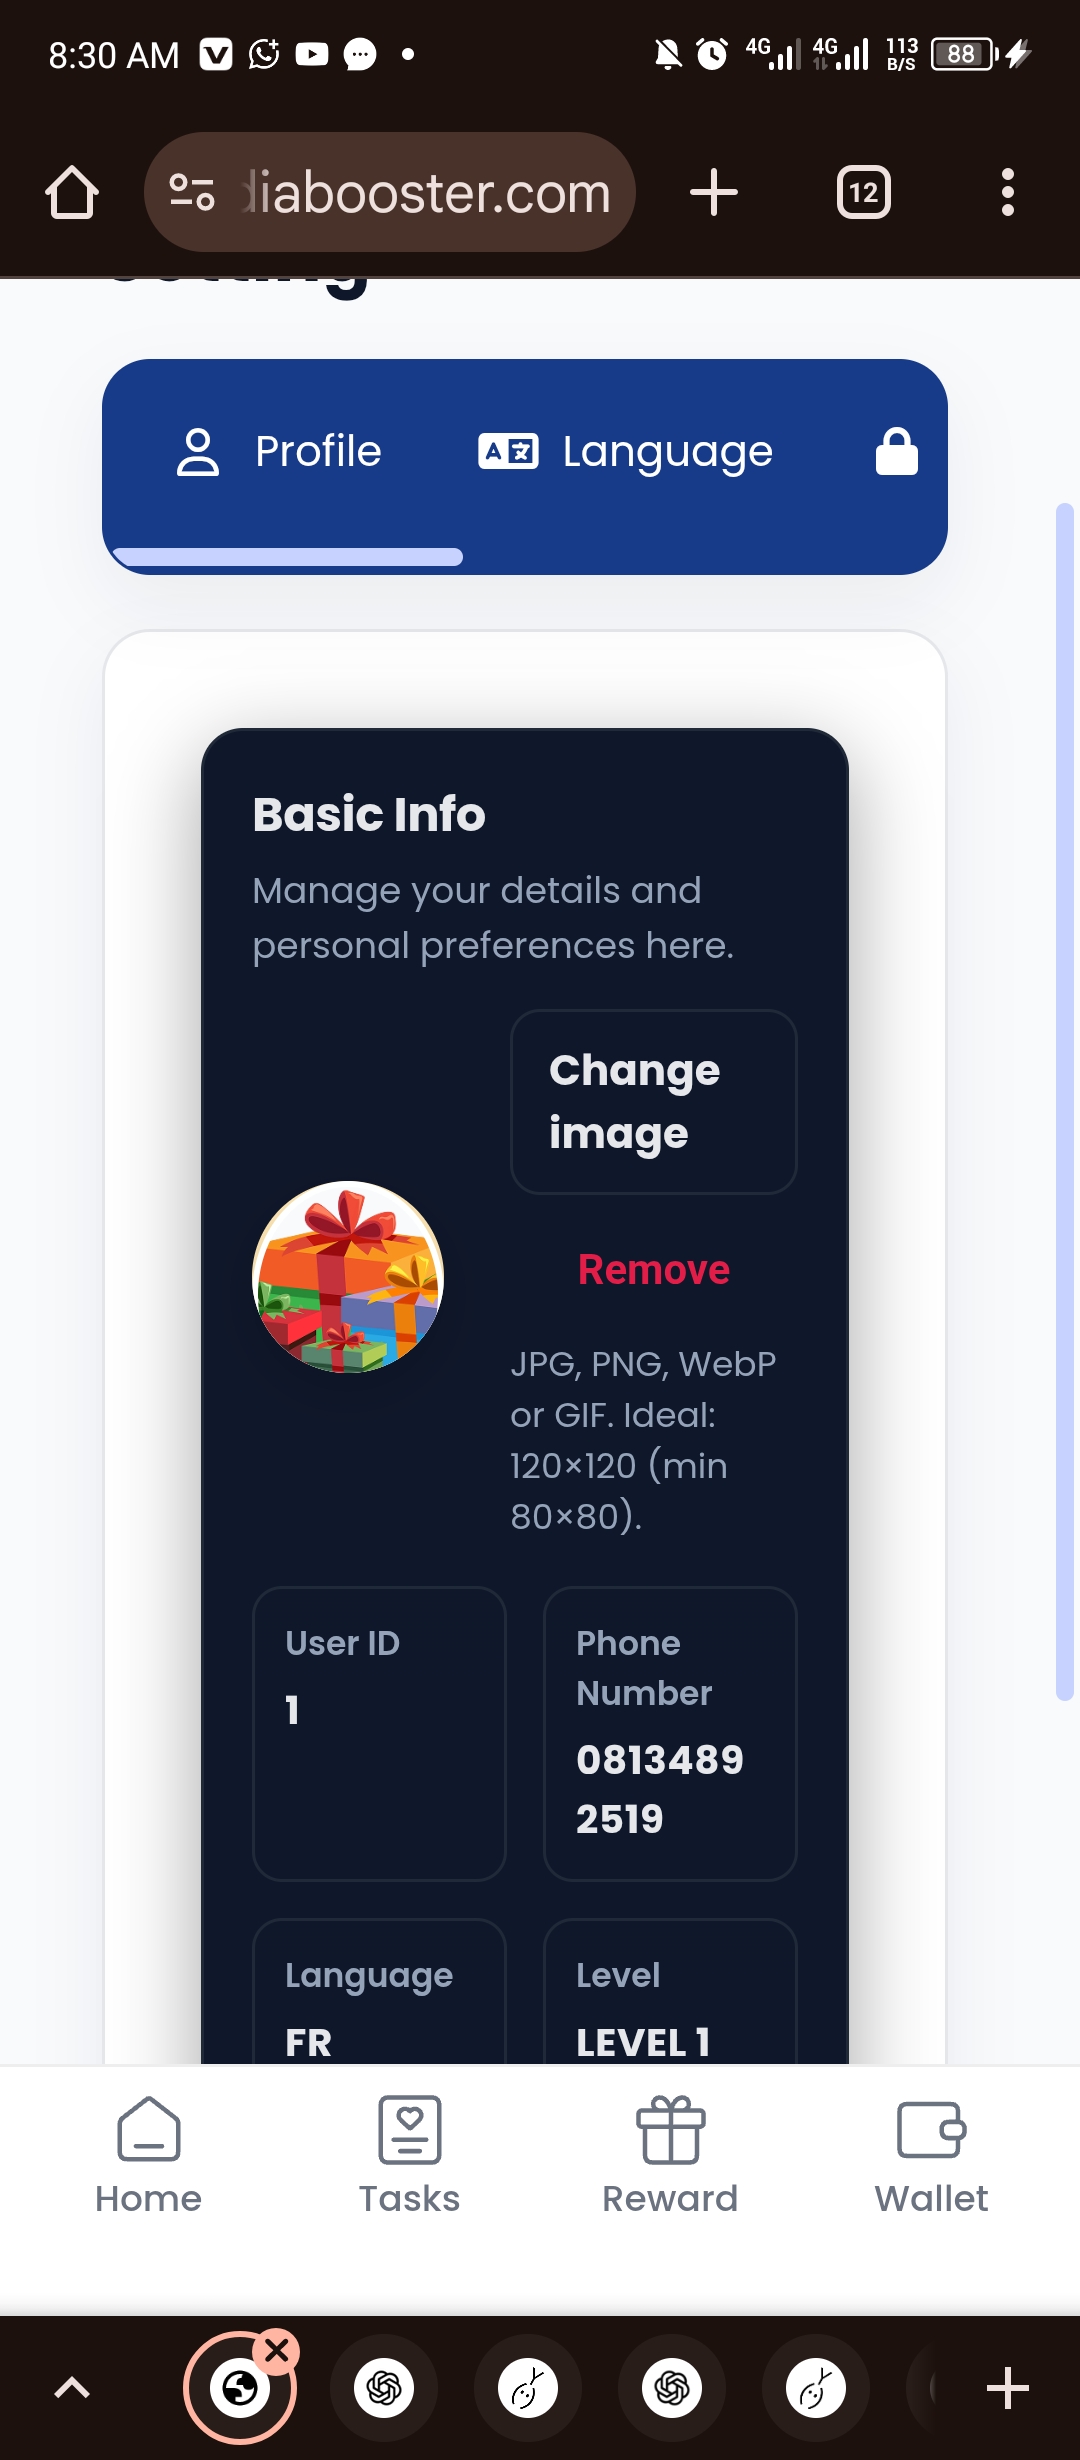 8:30 AM
4G 4G 113 B/S 88
diabooster.com
12
Setting
Profile
Language
Basic Info
Manage your details and
personal preferences here.
Change
image
Remove
JPG, PNG, WebP
or GIF. Ideal:
120×120 (min
80×80).
User ID
1
Phone
Number
0813489
2519
Language
FR
Level
LEVEL 1
Home
Tasks
Reward
Wallet